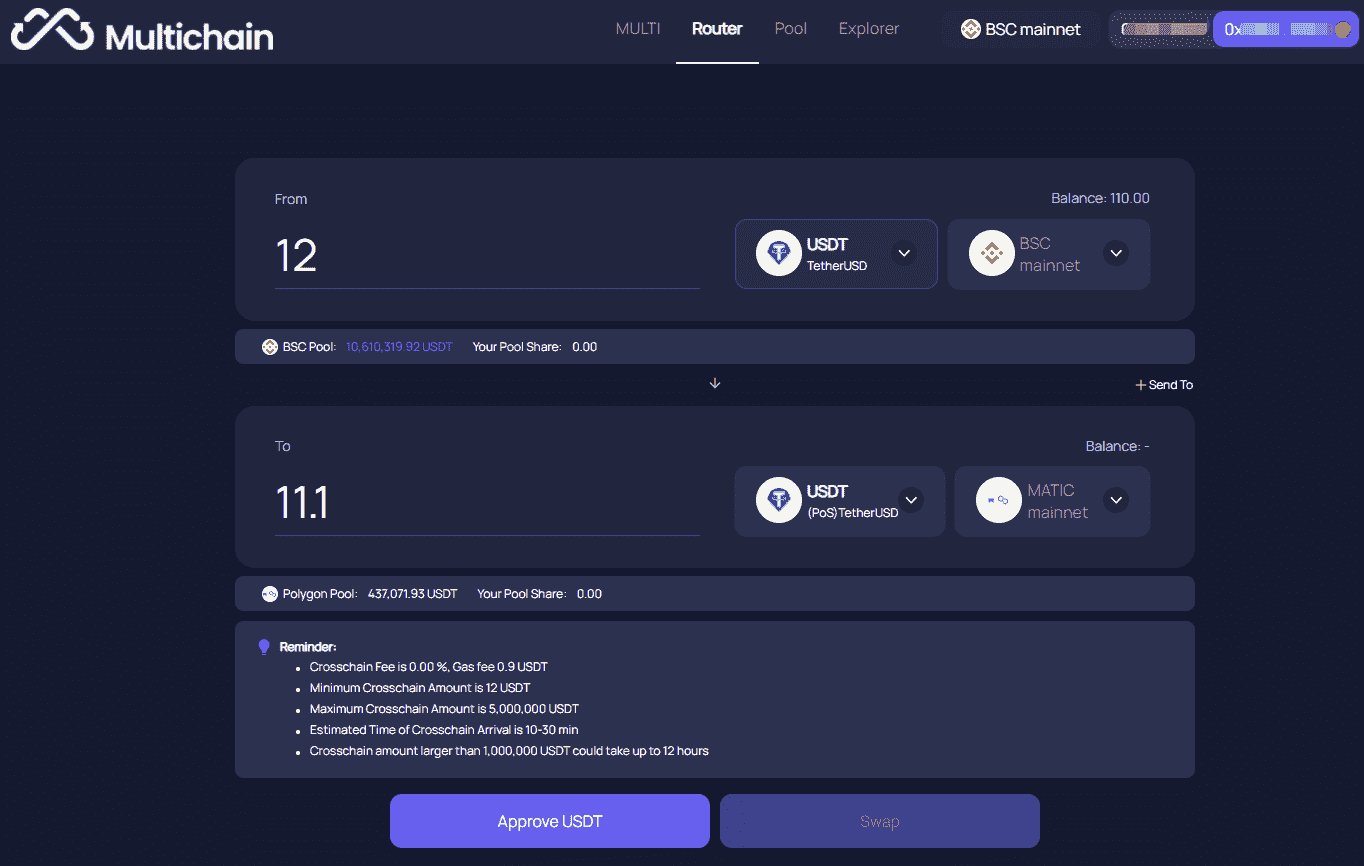 Multichain
MULTI Router Pool Explorer BSC mainnet 0x
From Balance: 110.00
12 USDT TetherUSD BSC mainnet
BSC Pool: 10,610,319.92 USDT Your Pool Share: 0.00
Send To
To Balance: -
11.1 USDT (PoS)TetherUSD MATIC mainnet
Polygon Pool: 437,071.93 USDT Your Pool Share: 0.00
Reminder:
Crosschain Fee is 0.00 %, Gas fee 0.9 USDT
Minimum Crosschain Amount is 12 USDT
Maximum Crosschain Amount is 5,000,000 USDT
Estimated Time of Crosschain Arrival is 10-30 min
Crosschain amount larger than 1,000,000 USDT could take up to 12 hours
Approve USDT Swap